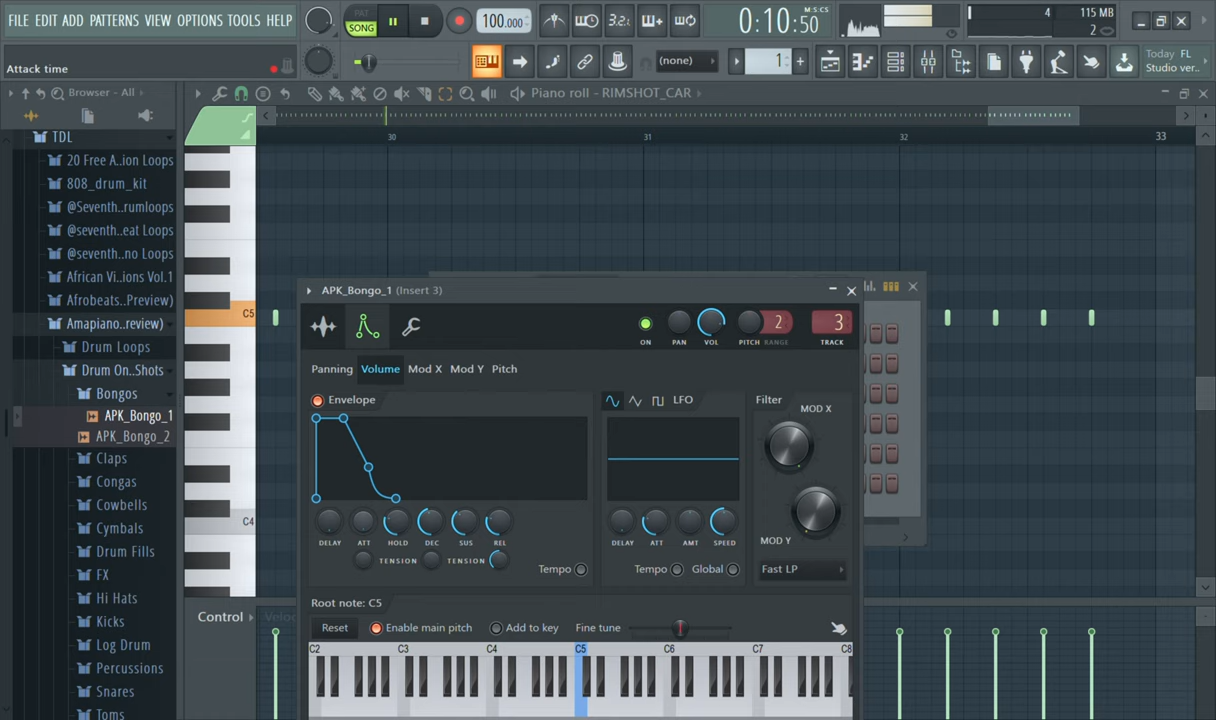 FILE EDIT ADD PATTERNS VIEW OPTIONS TOOLS HELP
PAT
SONG
100.000
3.2.
0:10:50
M:S:CS
4
115 MB
2
Attack time
(none)
1
Today FL
Studio ver..
Browser - All
Piano roll - RIMSHOT_CAR
TDL
20 Free A..ion Loops
808_drum_kit
@Seventh..rumloops
@seventh..eat Loops
@seventh..no Loops
African Vi..ions Vol.1
Afrobeats..Preview)
Amapiano..review)
Drum Loops
Drum On..Shots
Bongos
APK_Bongo_1
APK_Bongo_2
Claps
Congas
Cowbells
Cymbals
Drum Fills
FX
Hi Hats
Kicks
Log Drum
Percussions
Snares
Toms
30
31
32
33
C5
C4
APK_Bongo_1 (Insert 3)
2
3
ON
PAN
VOL
PITCH
RANGE
TRACK
Panning
Volume
Mod X
Mod Y
Pitch
Envelope
DELAY
ATT
HOLD
DEC
SUS
REL
TENSION
TENSION
Tempo
LFO
DELAY
ATT
AMT
SPEED
Tempo
Global
Filter
MOD X
MOD Y
Fast LP
Root note: C5
Reset
Enable main pitch
Add to key
Fine tune
C2
C3
C4
C5
C6
C7
C8
Control